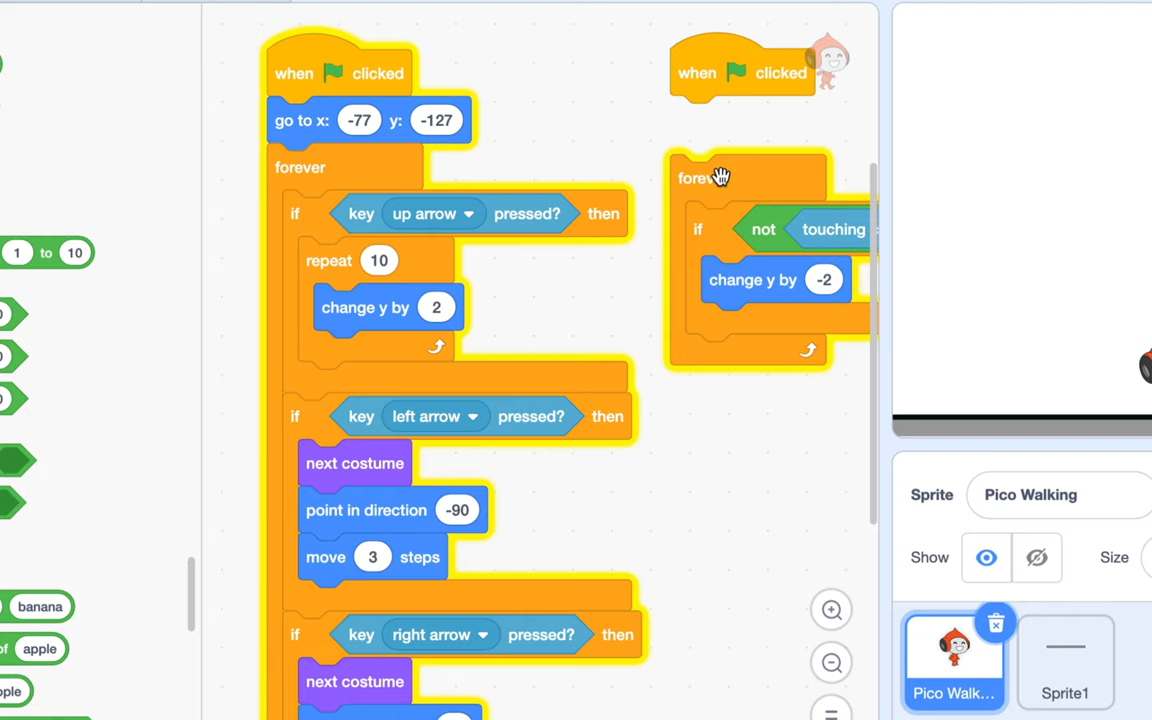 when clicked
go to x: -77 y: -127
forever
if key up arrow pressed? then
repeat 10
change y by 2
if key left arrow pressed? then
next costume
point in direction -90
move 3 steps
if key right arrow pressed? then
next costume
when clicked
if not touching
change y by -2
1 to 10
banana
of apple
Sprite Pico Walking
Show
Size
Pico Walk...
Sprite1